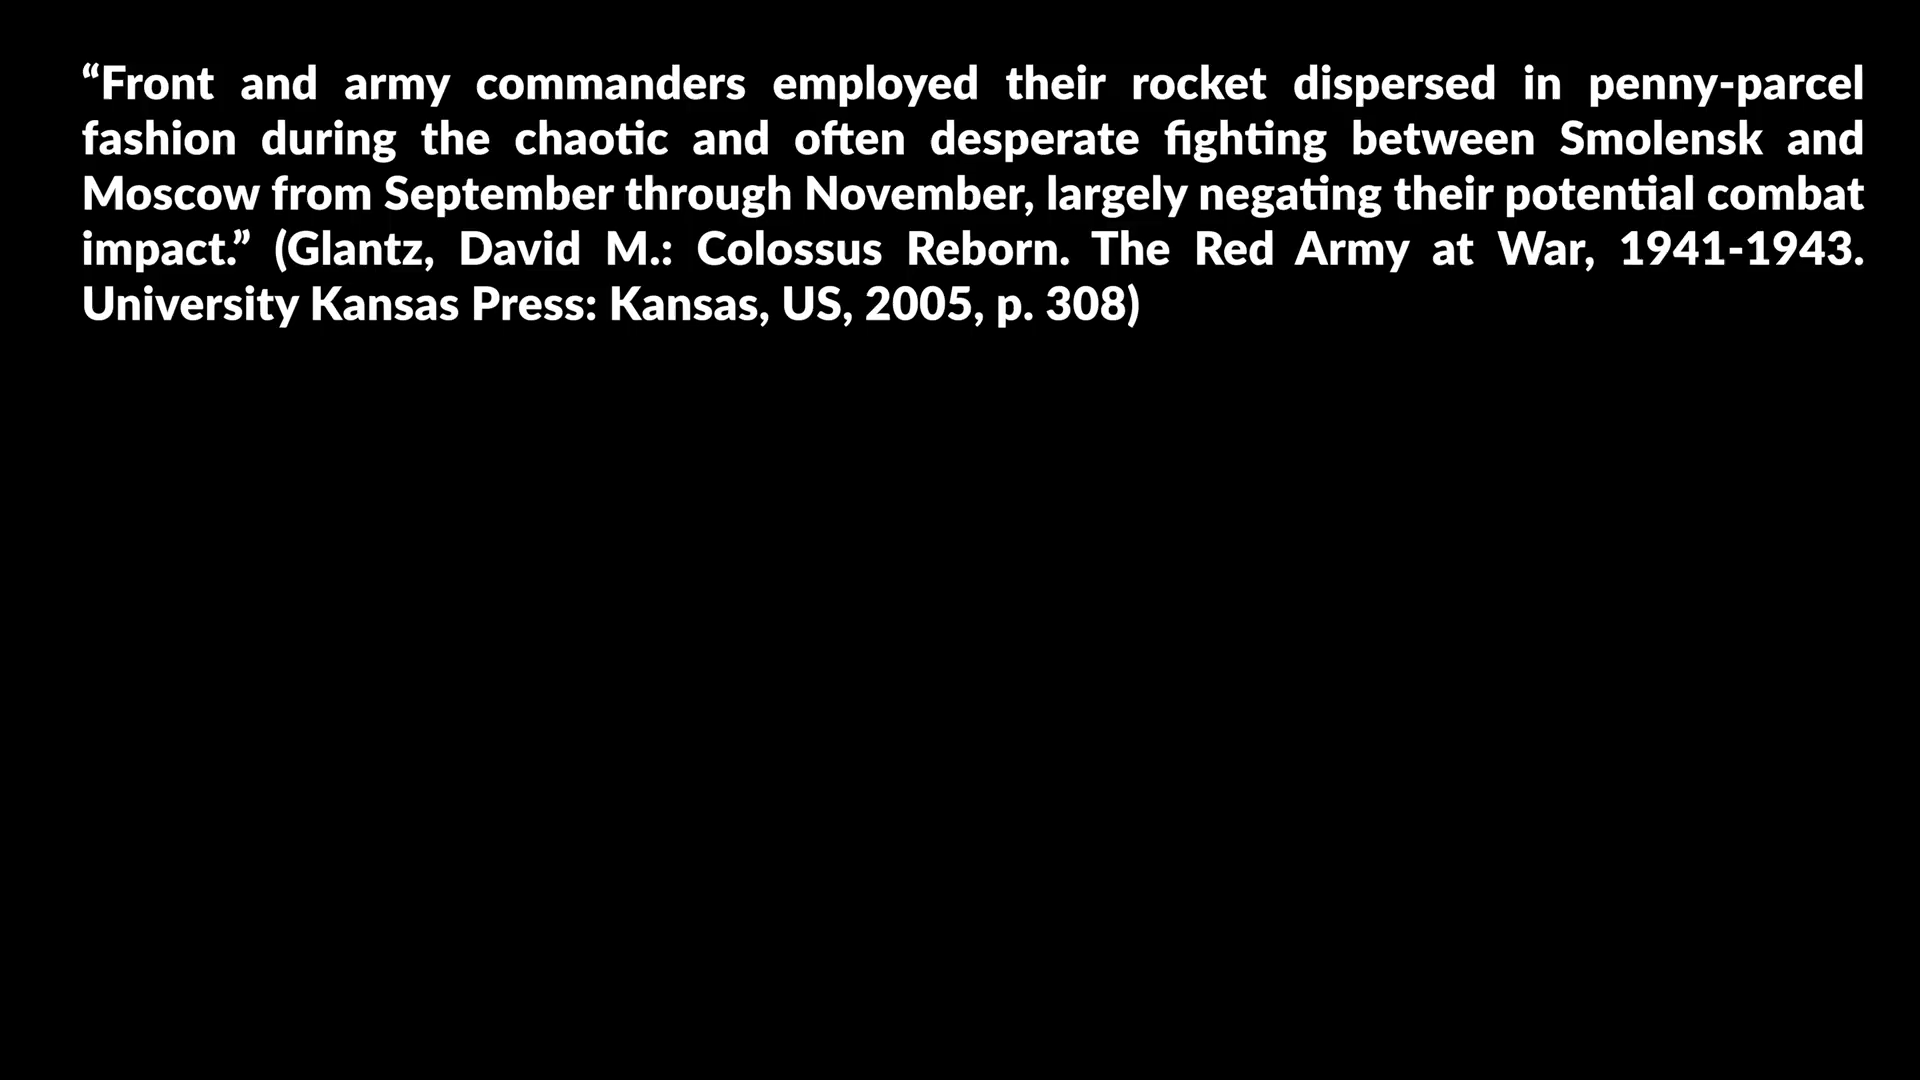 “Front and army commanders employed their rocket dispersed in penny-parcel
fashion during the chaotic and often desperate fighting between Smolensk and
Moscow from September through November, largely negating their potential combat
impact.” (Glantz, David M.: Colossus Reborn. The Red Army at War, 1941-1943.
University Kansas Press: Kansas, US, 2005, p. 308)